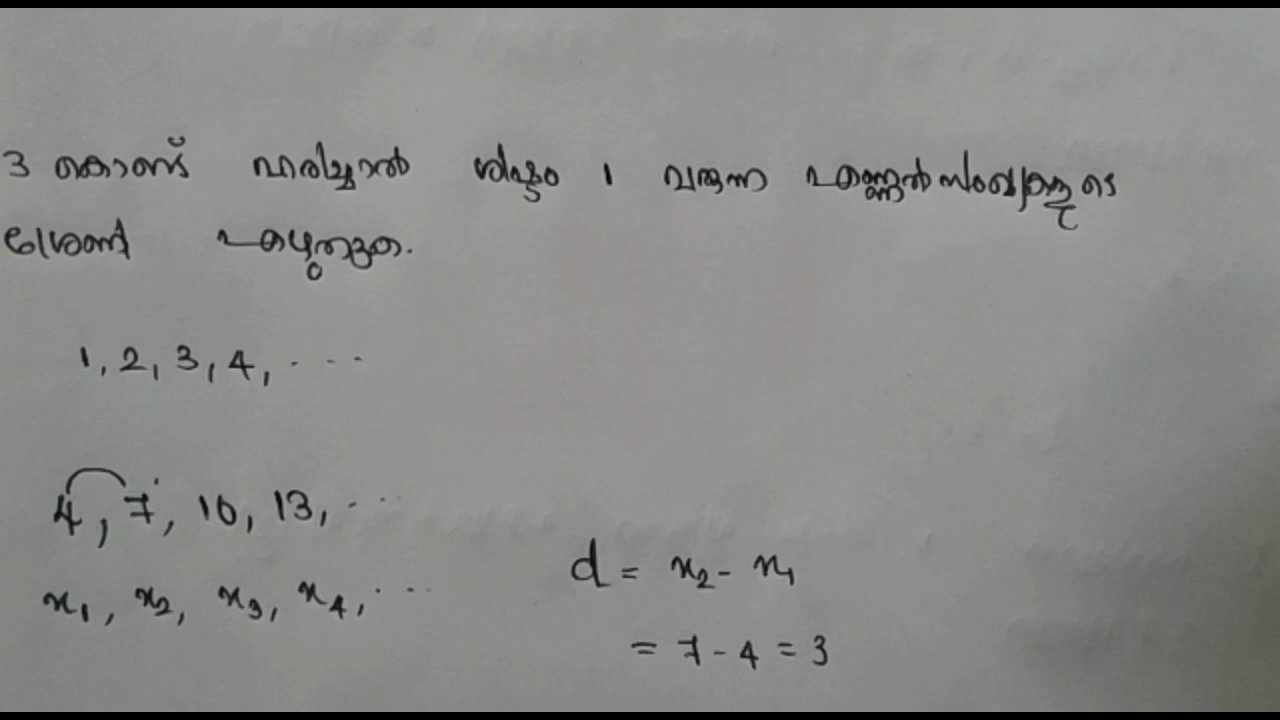 3 കൊണ്ട് ഹരിച്ചാൽ ശിഷ്ടം 1 വരുന്ന എണ്ണൽസംഖ്യകളുടെ
ശ്രേണി എഴുതുക.
1, 2, 3, 4, ....
4, 7, 10, 13, ...
x₁, x₂, x₃, x₄, ...
d = x₂ - x₁
= 7 - 4 = 3